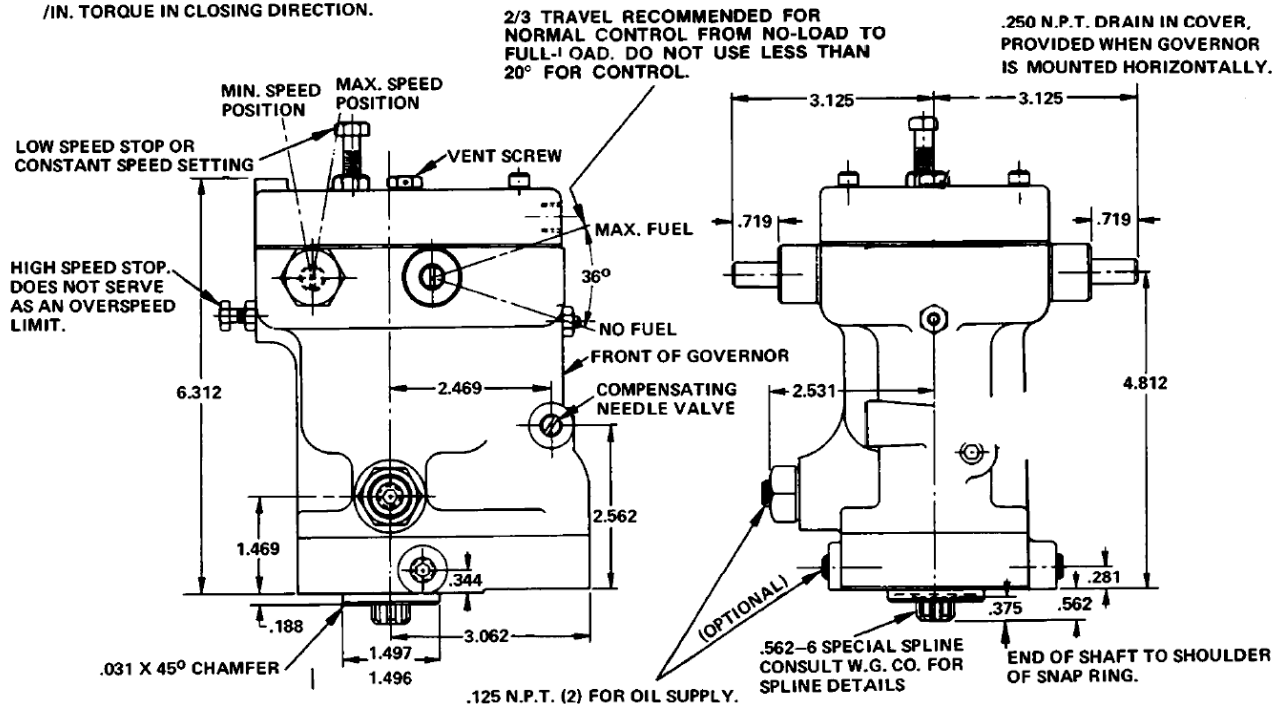 /IN. TORQUE IN CLOSING DIRECTION.
2/3 TRAVEL RECOMMENDED FOR
NORMAL CONTROL FROM NO-LOAD TO
FULL-LOAD. DO NOT USE LESS THAN
20° FOR CONTROL.
.250 N.P.T. DRAIN IN COVER,
PROVIDED WHEN GOVERNOR
IS MOUNTED HORIZONTALLY.
MIN. SPEED
POSITION
MAX. SPEED
POSITION
3.125
3.125
LOW SPEED STOP OR
CONSTANT SPEED SETTING
VENT SCREW
.719
.719
MAX. FUEL
HIGH SPEED STOP.
DOES NOT SERVE
AS AN OVERSPEED
LIMIT.
36°
NO FUEL
FRONT OF GOVERNOR
6.312
2.469
COMPENSATING
NEEDLE VALVE
2.531
4.812
2.562
1.469
.344
.281
.188
3.062
(OPTIONAL)
.375
.562
.031 X 45° CHAMFER
1.497
1.496
.562-6 SPECIAL SPLINE
CONSULT W.G. CO. FOR
SPLINE DETAILS
END OF SHAFT TO SHOULDER
OF SNAP RING.
.125 N.P.T. (2) FOR OIL SUPPLY.